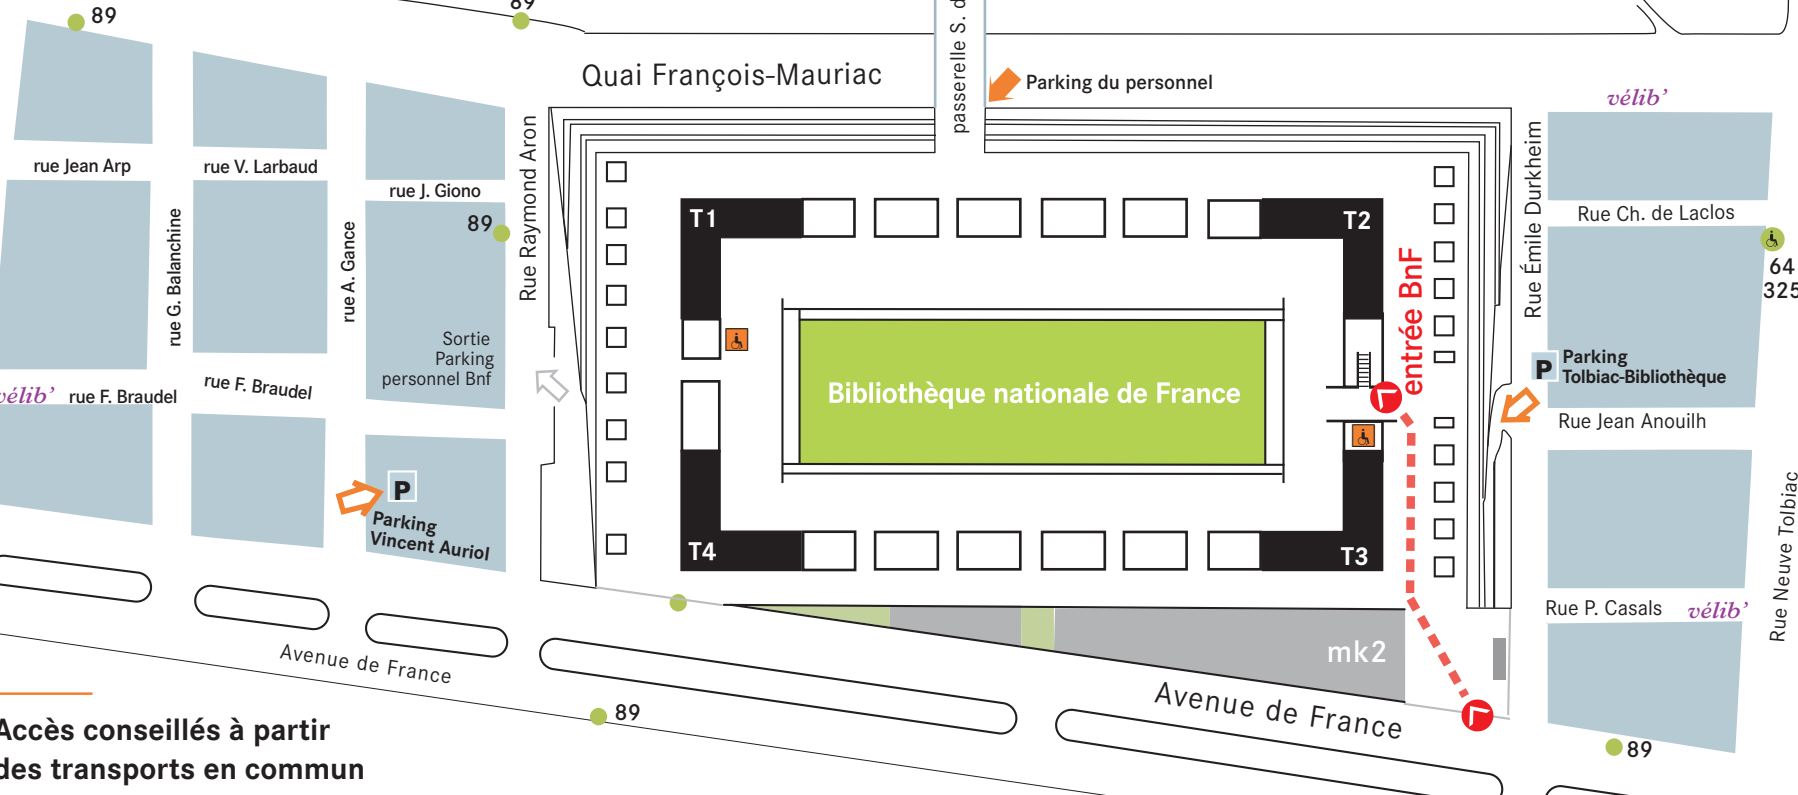 89
89
Quai François-Mauriac
passerelle S. d
Parking du personnel
vélib’
rue Jean Arp
rue V. Larbaud
rue J. Giono
Rue Raymond Aron
T1
T2
Rue Émile Durkheim
Rue Ch. de Laclos
89
rue G. Balanchine
rue A. Gance
64
325
entrée BnF
Sortie
Parking
personnel Bnf
P
Parking
Tolbiac-Bibliothèque
Bibliothèque nationale de France
vélib’
rue F. Braudel
rue F. Braudel
Rue Jean Anouilh
P
Parking
Vincent Auriol
T4
T3
Rue Neuve Tolbiac
Rue P. Casals
vélib’
mk2
Avenue de France
Avenue de France
89
89
Accès conseillés à partir
des transports en commun